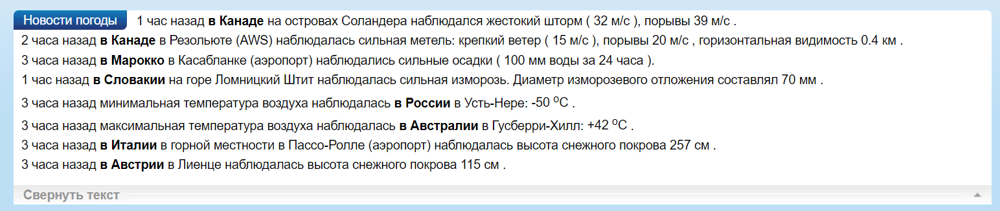 Новости погоды 1 час назад в Канаде на островах Соландера наблюдался жестокий шторм ( 32 м/с ), порывы 39 м/с .
2 часа назад в Канаде в Резольюте (AWS) наблюдалась сильная метель: крепкий ветер ( 15 м/с ), порывы 20 м/с , горизонтальная видимость 0.4 км .
3 часа назад в Марокко в Касабланке (аэропорт) наблюдались сильные осадки ( 100 мм воды за 24 часа ).
1 час назад в Словакии на горе Ломницкий Штит наблюдалась сильная изморозь. Диаметр изморозевого отложения составлял 70 мм .
3 часа назад минимальная температура воздуха наблюдалась в России в Усть-Нере: -50 °C .
3 часа назад максимальная температура воздуха наблюдалась в Австралии в Гусберри-Хилл: +42 °C .
3 часа назад в Италии в горной местности в Пассо-Ролле (аэропорт) наблюдалась высота снежного покрова 257 см .
3 часа назад в Австрии в Лиенце наблюдалась высота снежного покрова 115 см .
Свернуть текст